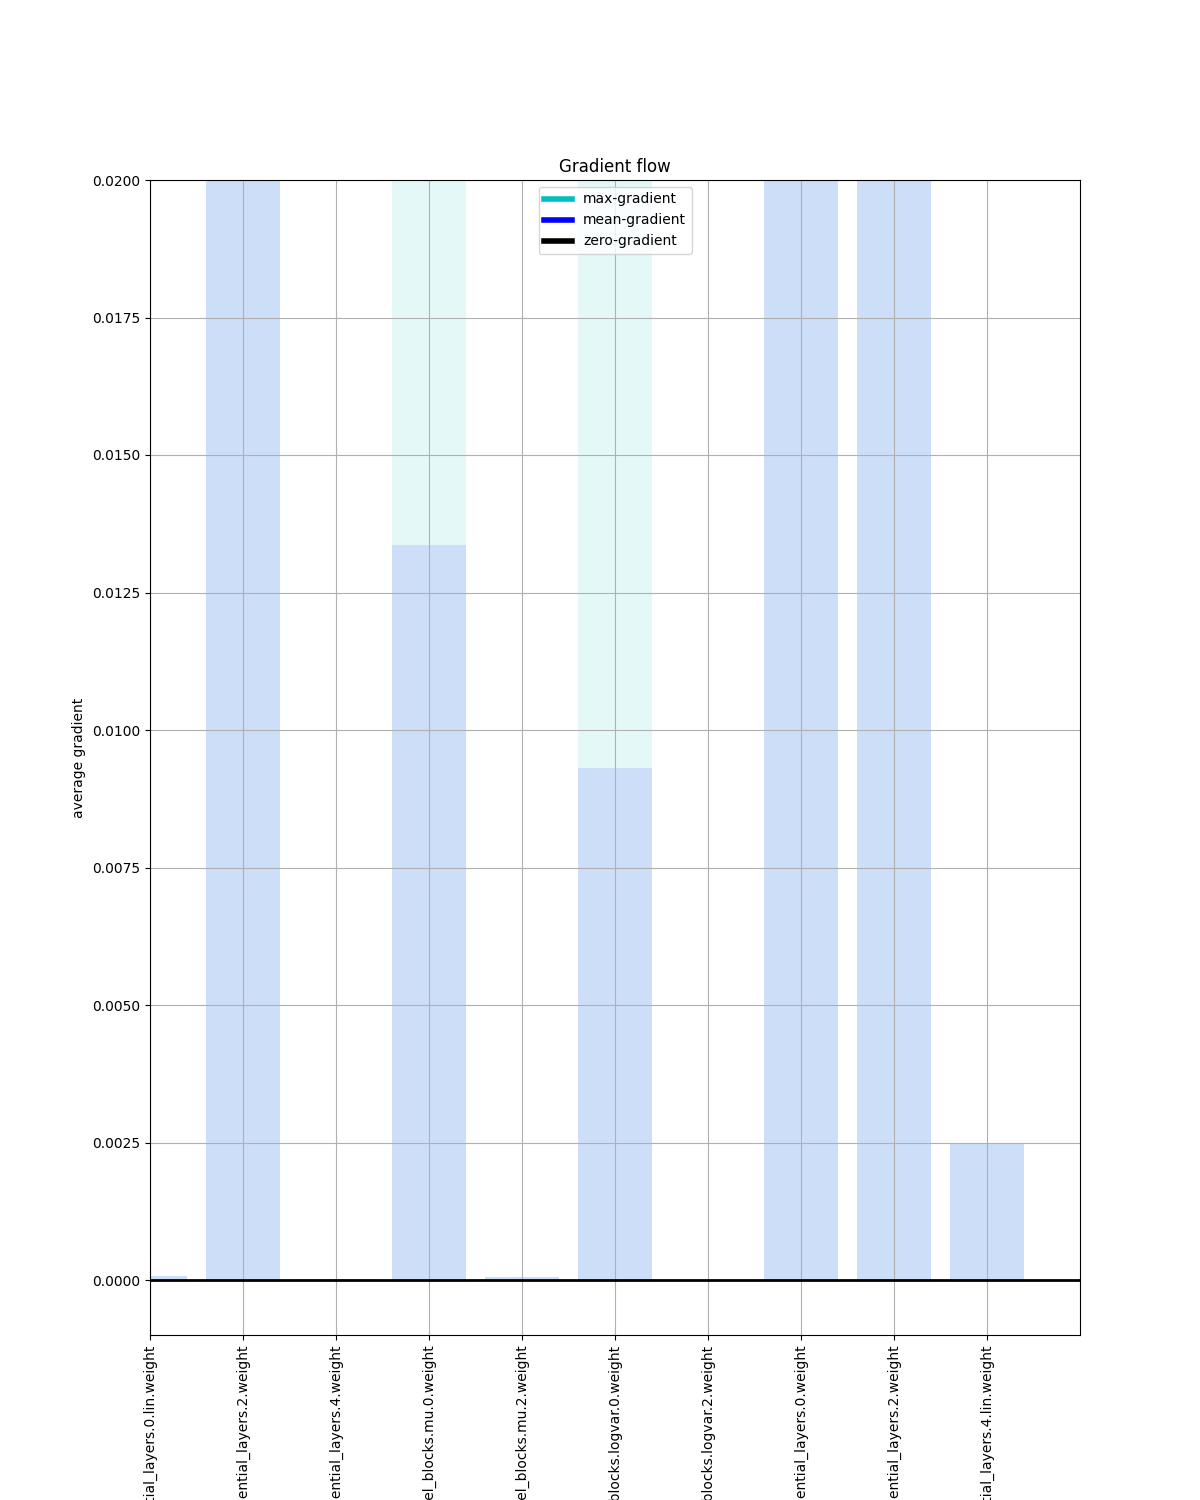 Gradient flow
max-gradient
mean-gradient
zero-gradient
0.0200
0.0175
0.0150
0.0125
0.0100
0.0075
0.0050
0.0025
0.0000
average gradient
tial_layers.0.lin.weight
ential_layers.2.weight
ential_layers.4.weight
el_blocks.mu.0.weight
el_blocks.mu.2.weight
blocks.logvar.0.weight
blocks.logvar.2.weight
ential_layers.0.weight
ential_layers.2.weight
tial_layers.4.lin.weight